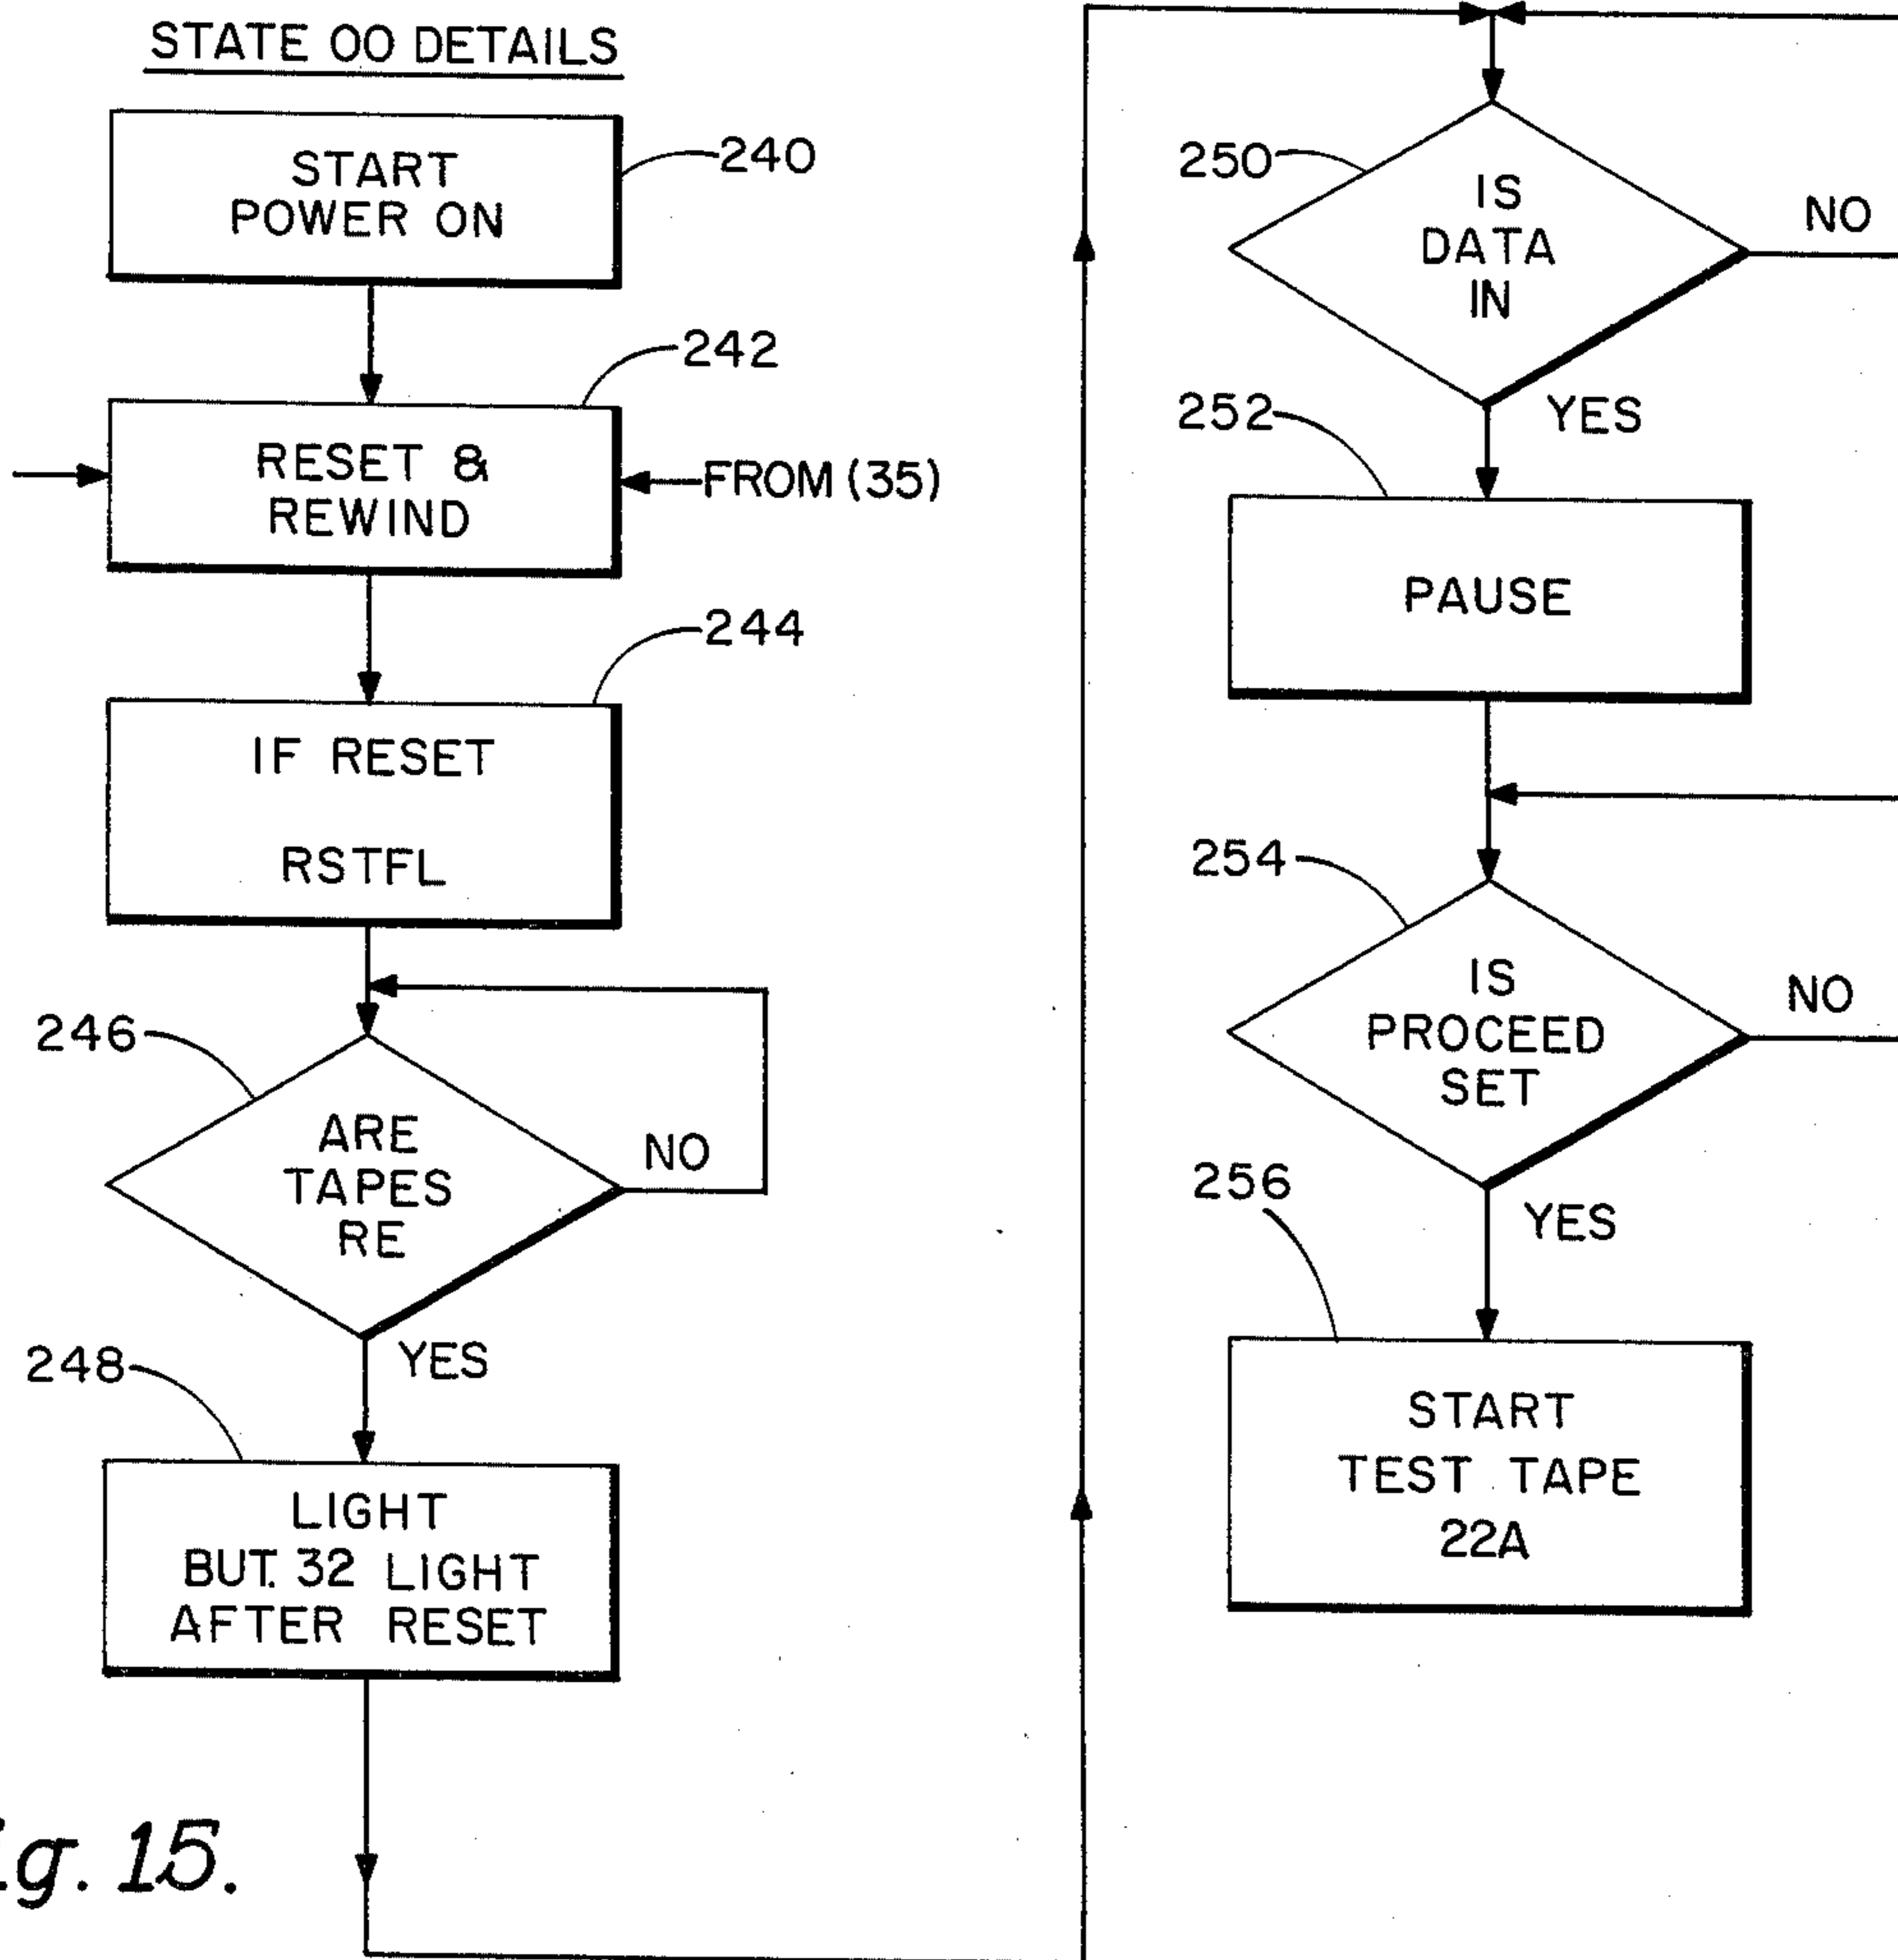 STATE 00 DETAILS
START
POWER ON
240
242
RESET &
REWIND
FROM (35)
244
IF RESET
RSTFL
246
ARE
TAPES
RE
NO
YES
248
LIGHT
BUT. 32 LIGHT
AFTER RESET
250
IS
DATA
IN
NO
YES
252
PAUSE
254
IS
PROCEED
SET
NO
YES
256
START
TEST TAPE
22A
ig. 15.